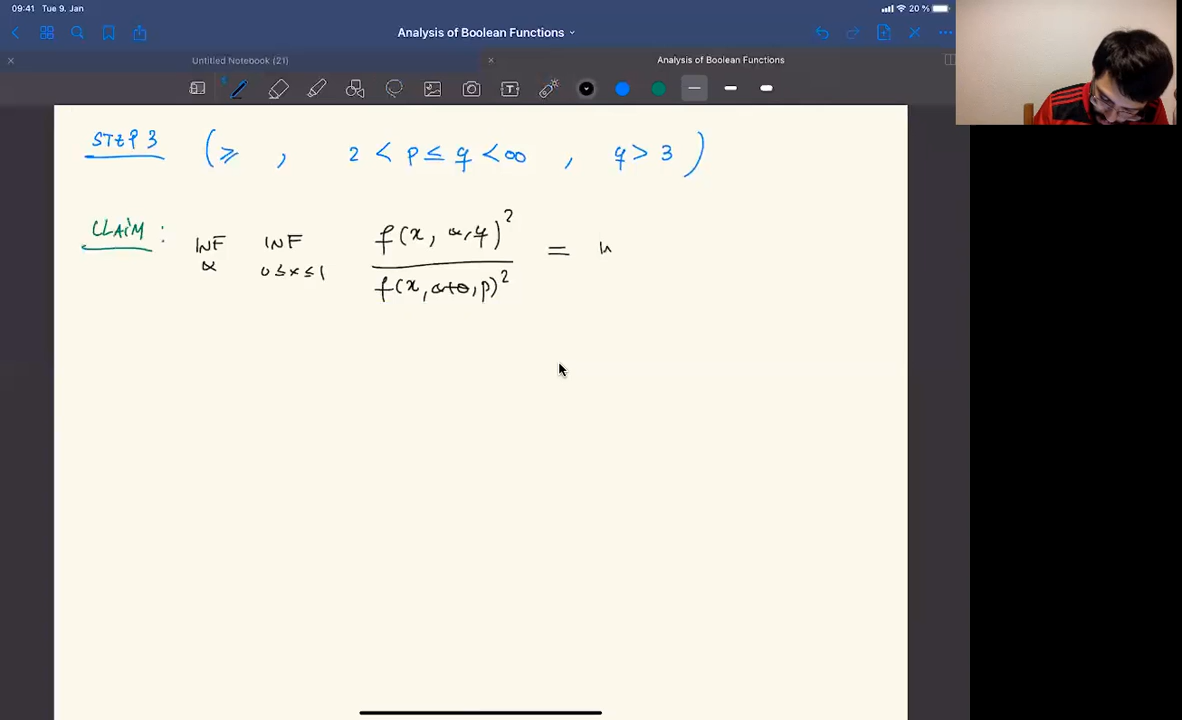 09:41 Tue 9. Jan
20 %
Analysis of Boolean Functions
Untitled Notebook (21)
Analysis of Boolean Functions
STEP 3 ( ≥ , 2 < p ≤ q < ∞ , q > 3 )
CLAIM : INF INF f(x, α, q)² = 
α 0 ≤ x ≤ 1 f(x, , p)²